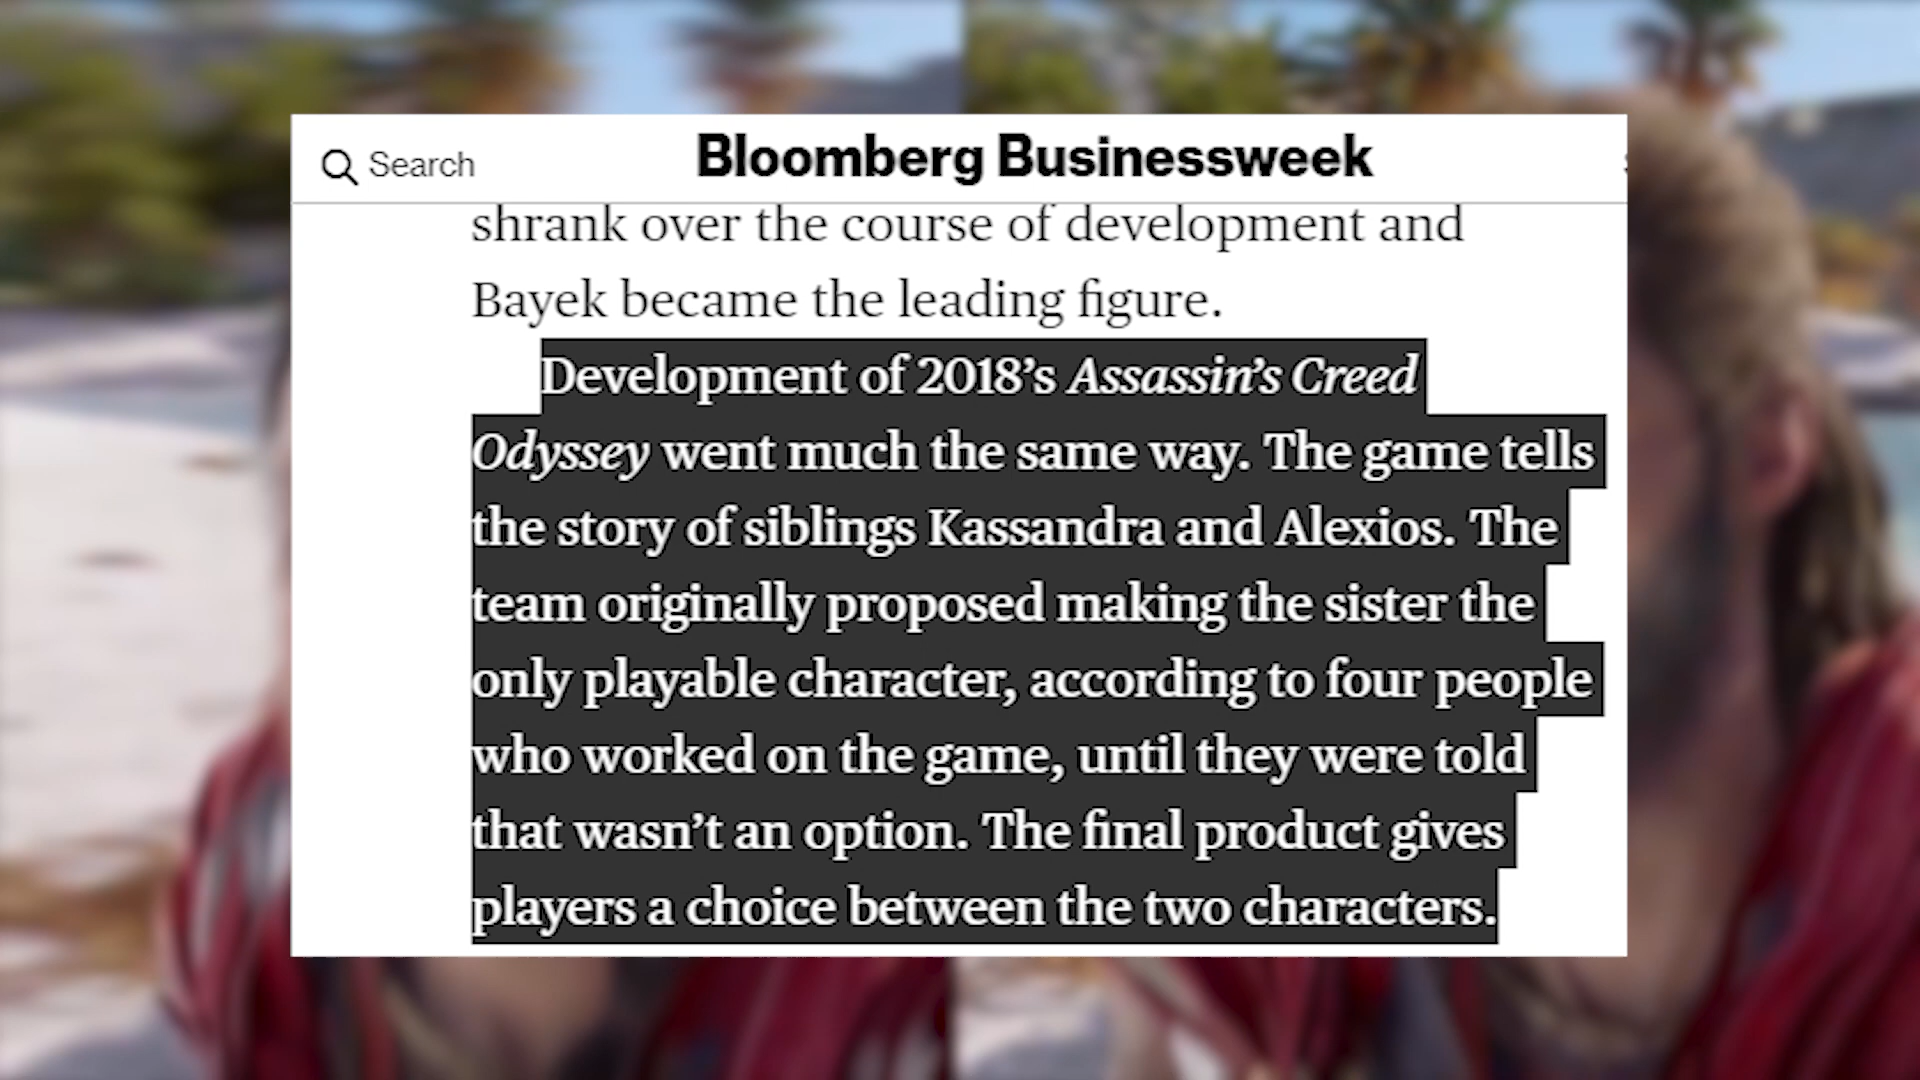 Search
Bloomberg Businessweek
shrank over the course of development and
Bayek became the leading figure.
Development of 2018’s Assassin’s Creed
Odyssey went much the same way. The game tells
the story of siblings Kassandra and Alexios. The
team originally proposed making the sister the
only playable character, according to four people
who worked on the game, until they were told
that wasn’t an option. The final product gives
players a choice between the two characters.